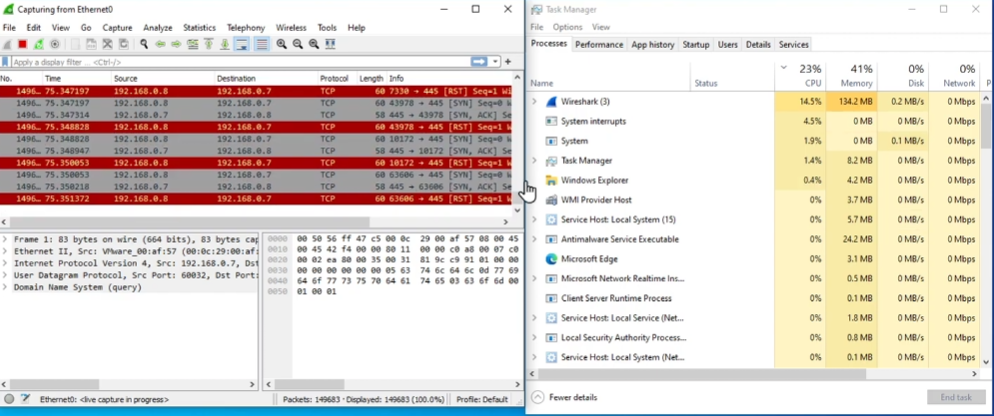 Capturing from Ethernet0
File Edit View Go Capture Analyze Statistics Telephony Wireless Tools Help
Apply a display filter ... <Ctrl-/>
No. Time Source Destination Protocol Length Info
1496… 75.347197 192.168.0.8 192.168.0.7 TCP 60 7330 → 445 [RST] Seq=1 Wi
1496… 75.347197 192.168.0.8 192.168.0.7 TCP 60 43978 → 445 [SYN] Seq=0 W
1496… 75.347314 192.168.0.7 192.168.0.8 TCP 58 445 → 43978 [SYN, ACK] Se
1496… 75.348828 192.168.0.8 192.168.0.7 TCP 60 43978 → 445 [RST] Seq=1 W
1496… 75.348828 192.168.0.8 192.168.0.7 TCP 60 10172 → 445 [SYN] Seq=0 W
1496… 75.348947 192.168.0.7 192.168.0.8 TCP 58 445 → 10172 [SYN, ACK] Se
1496… 75.350053 192.168.0.8 192.168.0.7 TCP 60 10172 → 445 [RST] Seq=1 W
1496… 75.350053 192.168.0.8 192.168.0.7 TCP 60 63606 → 445 [SYN] Seq=0 W
1496… 75.350218 192.168.0.7 192.168.0.8 TCP 58 445 → 63606 [SYN, ACK] Se
1496… 75.351372 192.168.0.8 192.168.0.7 TCP 60 63606 → 445 [RST] Seq=1 W
Frame 1: 83 bytes on wire (664 bits), 83 bytes cap
Ethernet II, Src: VMware_00:af:57 (00:0c:29:00:af:
Internet Protocol Version 4, Src: 192.168.0.7, Dst
User Datagram Protocol, Src Port: 60032, Dst Port:
Domain Name System (query)
0000 00 50 56 ff 47 c5 00 0c 29 00 af 57 08 00 45
0010 00 45 42 f4 00 00 80 11 00 00 c0 a8 00 07 c0
0020 00 02 ea 80 00 35 00 31 81 9c c9 91 01 00 00
0030 00 00 00 00 00 00 05 63 74 6c 64 6c 0d 77 69
0040 64 6f 77 73 75 70 64 61 74 65 03 63 6f 6d 00
0050 01 00 01
Ethernet0: <live capture in progress>
Packets: 149683 · Displayed: 149683 (100.0%)
Profile: Default
Task Manager
File Options View
Processes Performance App history Startup Users Details Services
23% 41% 0% 0%
Name Status CPU Memory Disk Network P
Wireshark (3) 14.5% 134.2 MB 0.2 MB/s 0 Mbps
System interrupts 4.5% 0 MB 0 MB/s 0 Mbps
System 1.9% 0 MB 0.1 MB/s 0 Mbps
Task Manager 1.4% 8.2 MB 0 MB/s 0 Mbps
Windows Explorer 0.4% 4.2 MB 0 MB/s 0 Mbps
WMI Provider Host 0% 3.7 MB 0 MB/s 0 Mbps
Service Host: Local System (15) 0% 5.7 MB 0 MB/s 0 Mbps
Antimalware Service Executable 0% 24.2 MB 0 MB/s 0 Mbps
Microsoft Edge 0% 3.1 MB 0 MB/s 0 Mbps
Microsoft Network Realtime Ins... 0% 0.5 MB 0 MB/s 0 Mbps
Client Server Runtime Process 0% 0.1 MB 0 MB/s 0 Mbps
Service Host: Local Service (Net... 0% 1.8 MB 0 MB/s 0 Mbps
Local Security Authority Process... 0% 0.8 MB 0 MB/s 0 Mbps
Service Host: Local System (Net... 0% 0.1 MB 0 MB/s 0 Mbps
Fewer details
End task